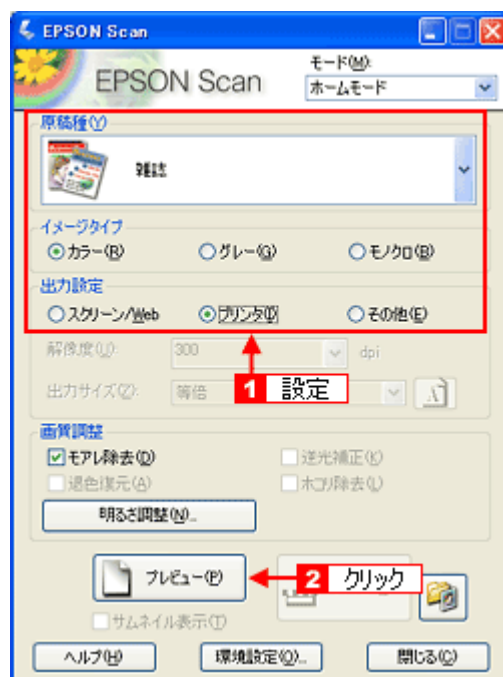 EPSON Scan
EPSON Scan
モード(M):
ホームモード
原稿種(Y)
雑誌
イメージタイプ
カラー(R) グレー(G) モノクロ(B)
出力設定
スクリーン/Web プリンタ(I) その他(E)
解像度(U): 300 dpi
1 設定
出力サイズ(Z): 等倍
画質調整
モアレ除去(D) 逆光補正(K)
退色復元(A) ホコリ除去(L)
明るさ調整(N)...
プレビュー(P) 2 クリック
サムネイル表示(T)
ヘルプ(H) 環境設定(O)... 閉じる(C)